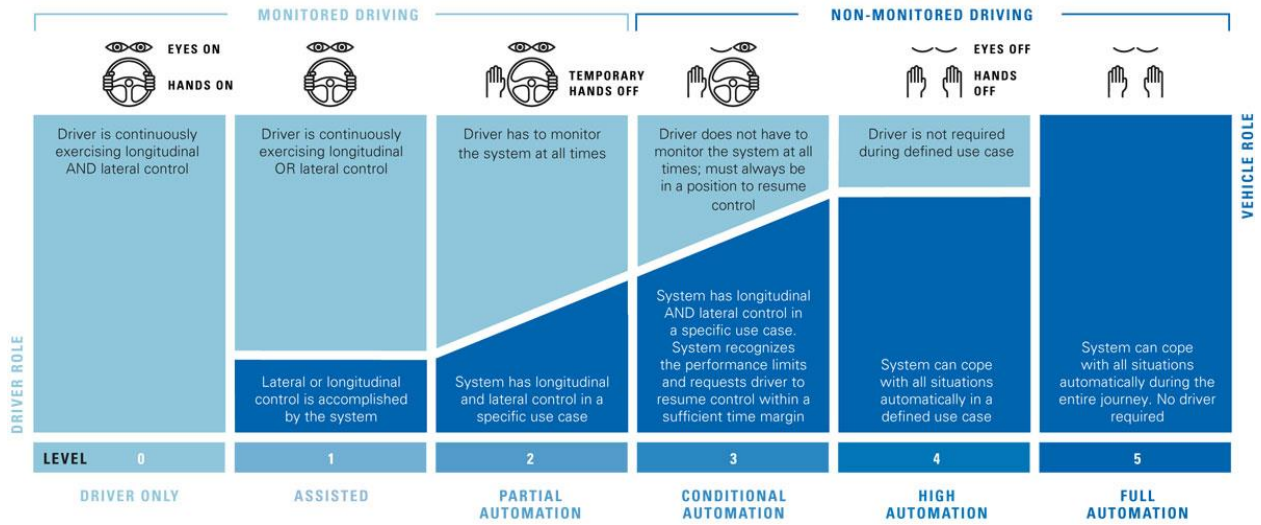 MONITORED DRIVING
NON-MONITORED DRIVING
EYES ON
HANDS ON
TEMPORARY
HANDS OFF
EYES OFF
HANDS
OFF
Driver is continuously
exercising longitudinal
AND lateral control
Driver is continuously
exercising longitudinal
OR lateral control
Driver has to monitor
the system at all times
Driver does not have to
monitor the system at all
times; must always be
in a position to resume
control
Driver is not required
during defined use case
VEHICLE ROLE
DRIVER ROLE
Lateral or longitudinal
control is accomplished
by the system
System has longitudinal
and lateral control in a
specific use case
System has longitudinal
AND lateral control in
a specific use case.
System recognizes
the performance limits
and requests driver to
resume control within a
sufficient time margin
System can cope
with all situations
automatically in a
defined use case
System can cope
with all situations
automatically during the
entire journey. No driver
required
LEVEL 0 1 2 3 4 5
DRIVER ONLY
ASSISTED
PARTIAL
AUTOMATION
CONDITIONAL
AUTOMATION
HIGH
AUTOMATION
FULL
AUTOMATION